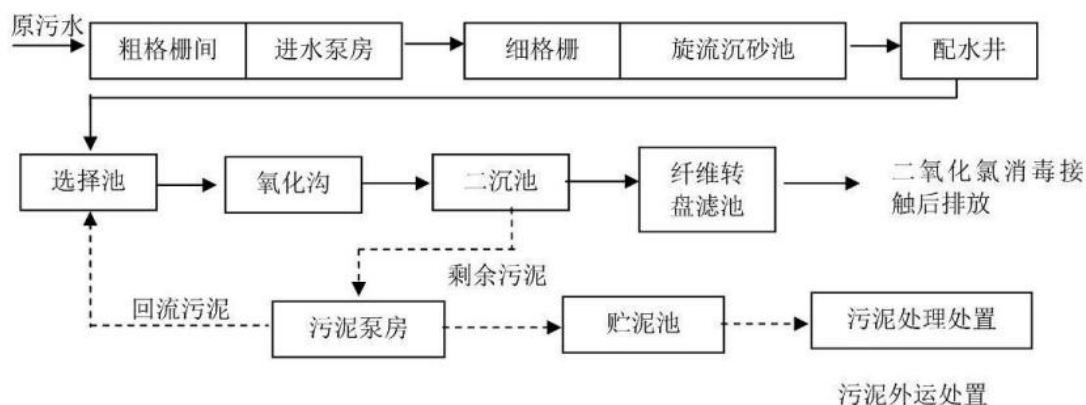 原污水
粗格栅间 进水泵房 细格栅 旋流沉砂池 配水井
选择池 氧化沟 二沉池 纤维转
盘滤池
二氧化氯消毒接
触后排放
剩余污泥
回流污泥
污泥泵房 贮泥池 污泥处理处置
污泥外运处置